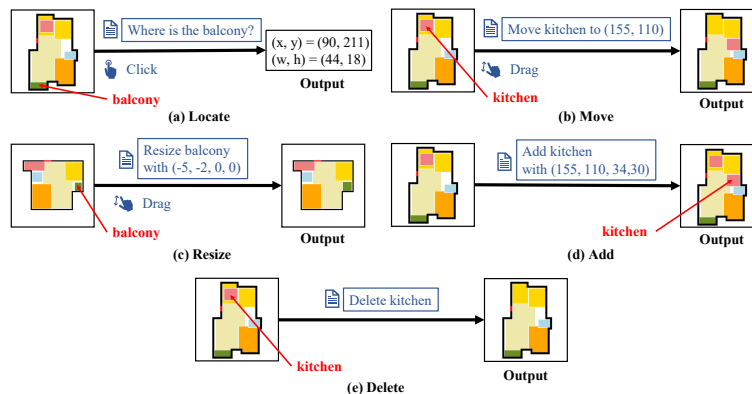 Where is the balcony?
Click
(x, y) = (90, 211)
(w, h) = (44, 18)
Output
balcony
(a) Locate
Move kitchen to (155, 110)
Drag
kitchen
Output
(b) Move
Resize balcony
with (-5, -2, 0, 0)
Drag
balcony
Output
(c) Resize
Add kitchen
with (155, 110, 34,30)
kitchen
Output
(d) Add
Delete kitchen
kitchen
Output
(e) Delete